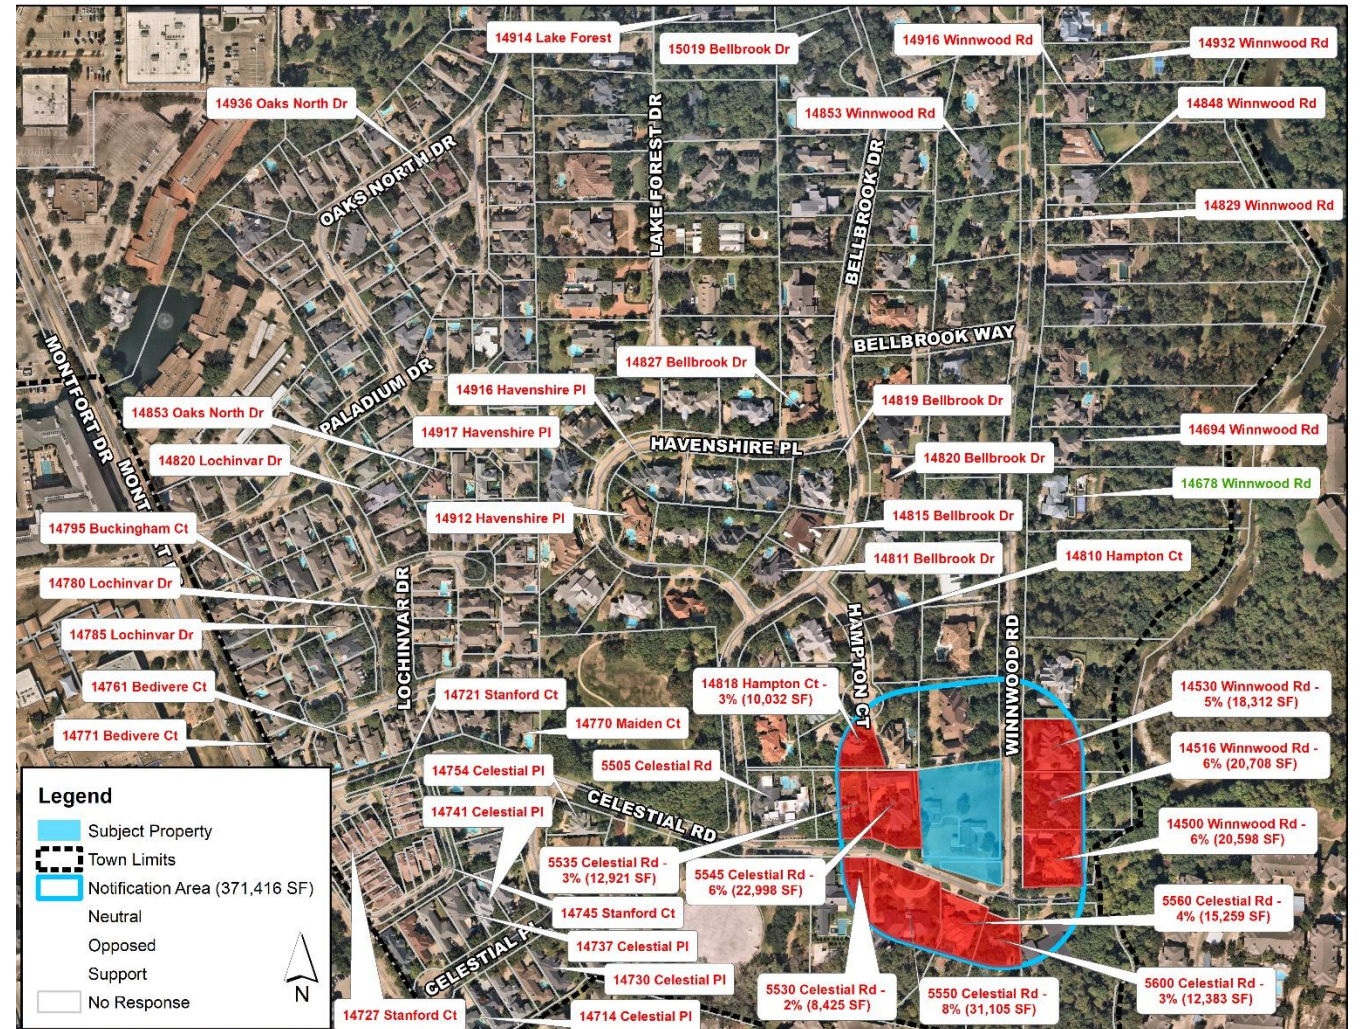 14914 Lake Forest
15019 Bellbrook Dr
14916 Winnwood Rd
14932 Winnwood Rd
14936 Oaks North Dr
14853 Winnwood Rd
14848 Winnwood Rd
OAKS NORTH DR
LAKE FOREST DR
BELLBROOK DR
14829 Winnwood Rd
BELLBROOK WAY
MONTFORT DR
PALADIUM DR
14827 Bellbrook Dr
14916 Havenshire Pl
14853 Oaks North Dr
14819 Bellbrook Dr
14917 Havenshire Pl
HAVENSHIRE PL
14694 Winnwood Rd
14820 Lochinvar Dr
14820 Bellbrook Dr
14678 Winnwood Rd
14912 Havenshire Pl
14815 Bellbrook Dr
14795 Buckingham Ct
14811 Bellbrook Dr
14810 Hampton Ct
14780 Lochinvar Dr
LOCHINVAR DR
14785 Lochinvar Dr
HAMPTON CT
WINNWOOD RD
14761 Bedivere Ct
14721 Stanford Ct
14818 Hampton Ct -
3% (10,032 SF)
14530 Winnwood Rd -
5% (18,312 SF)
14771 Bedivere Ct
14770 Maiden Ct
14516 Winnwood Rd -
6% (20,708 SF)
14754 Celestial Pl
5505 Celestial Rd
CELESTIAL RD
14741 Celestial Pl
14500 Winnwood Rd -
6% (20,598 SF)
5535 Celestial Rd -
3% (12,921 SF)
5545 Celestial Rd -
6% (22,998 SF)
14745 Stanford Ct
5560 Celestial Rd -
4% (15,259 SF)
14737 Celestial Pl
CELESTIAL PL
14730 Celestial Pl
5530 Celestial Rd -
2% (8,425 SF)
5550 Celestial Rd -
8% (31,105 SF)
5600 Celestial Rd -
3% (12,383 SF)
14727 Stanford Ct
14714 Celestial Pl
Legend
Subject Property
Town Limits
Notification Area (371,416 SF)
Neutral
Opposed
Support
No Response
N